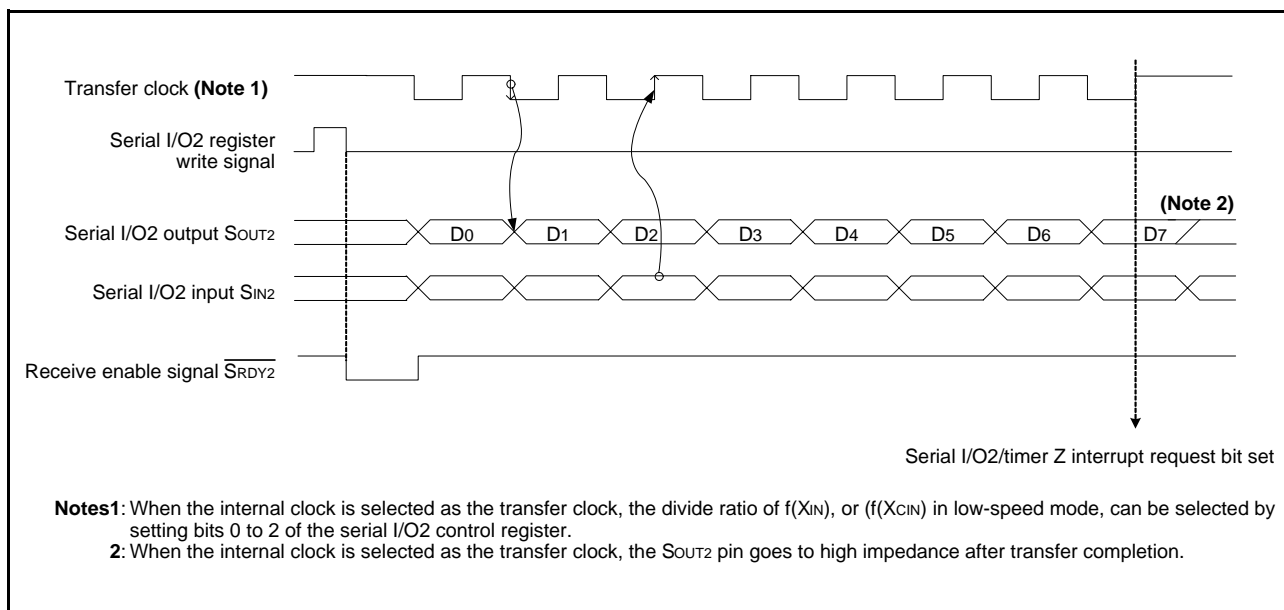 Transfer clock (Note 1)
Serial I/O2 register
write signal
(Note 2)
Serial I/O2 output SOUT2
D0 D1 D2 D3 D4 D5 D6 D7
Serial I/O2 input SIN2
Receive enable signal SRDY2
Serial I/O2/timer Z interrupt request bit set
Notes1: When the internal clock is selected as the transfer clock, the divide ratio of f(XIN), or (f(XCIN) in low-speed mode, can be selected by
setting bits 0 to 2 of the serial I/O2 control register.
2: When the internal clock is selected as the transfer clock, the SOUT2 pin goes to high impedance after transfer completion.